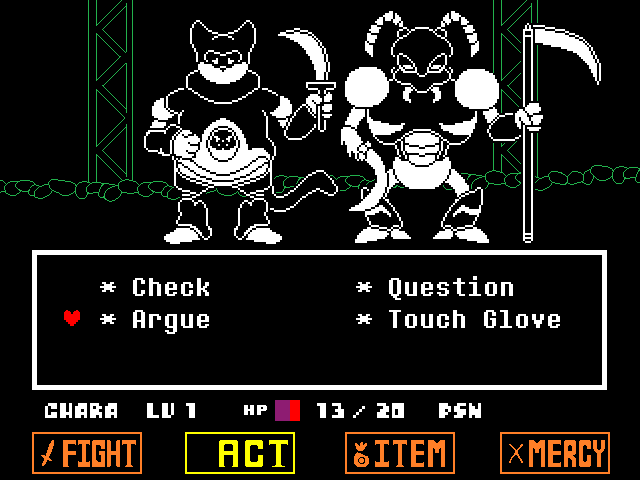 * Check * Question
* Argue * Touch Glove
CHARA LV 1 HP 13 / 20 PSN
FIGHT ACT ITEM MERCY